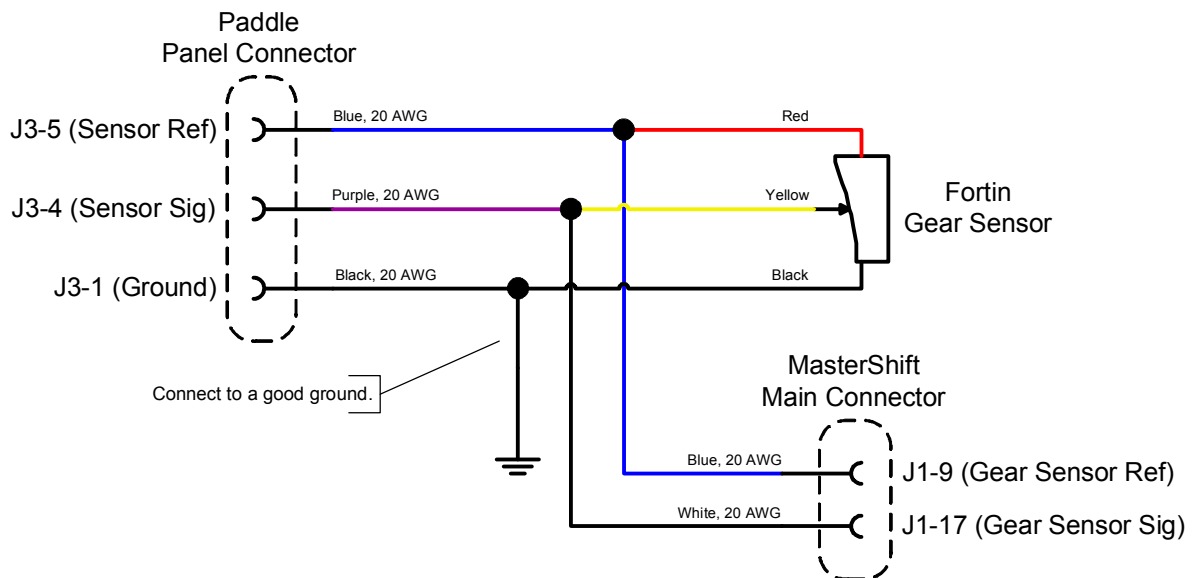 Paddle
Panel Connector
J3-5 (Sensor Ref)
Blue, 20 AWG
Red
J3-4 (Sensor Sig)
Purple, 20 AWG
Yellow
Fortin
Gear Sensor
J3-1 (Ground)
Black, 20 AWG
Black
Connect to a good ground.
MasterShift
Main Connector
Blue, 20 AWG
J1-9 (Gear Sensor Ref)
White, 20 AWG
J1-17 (Gear Sensor Sig)